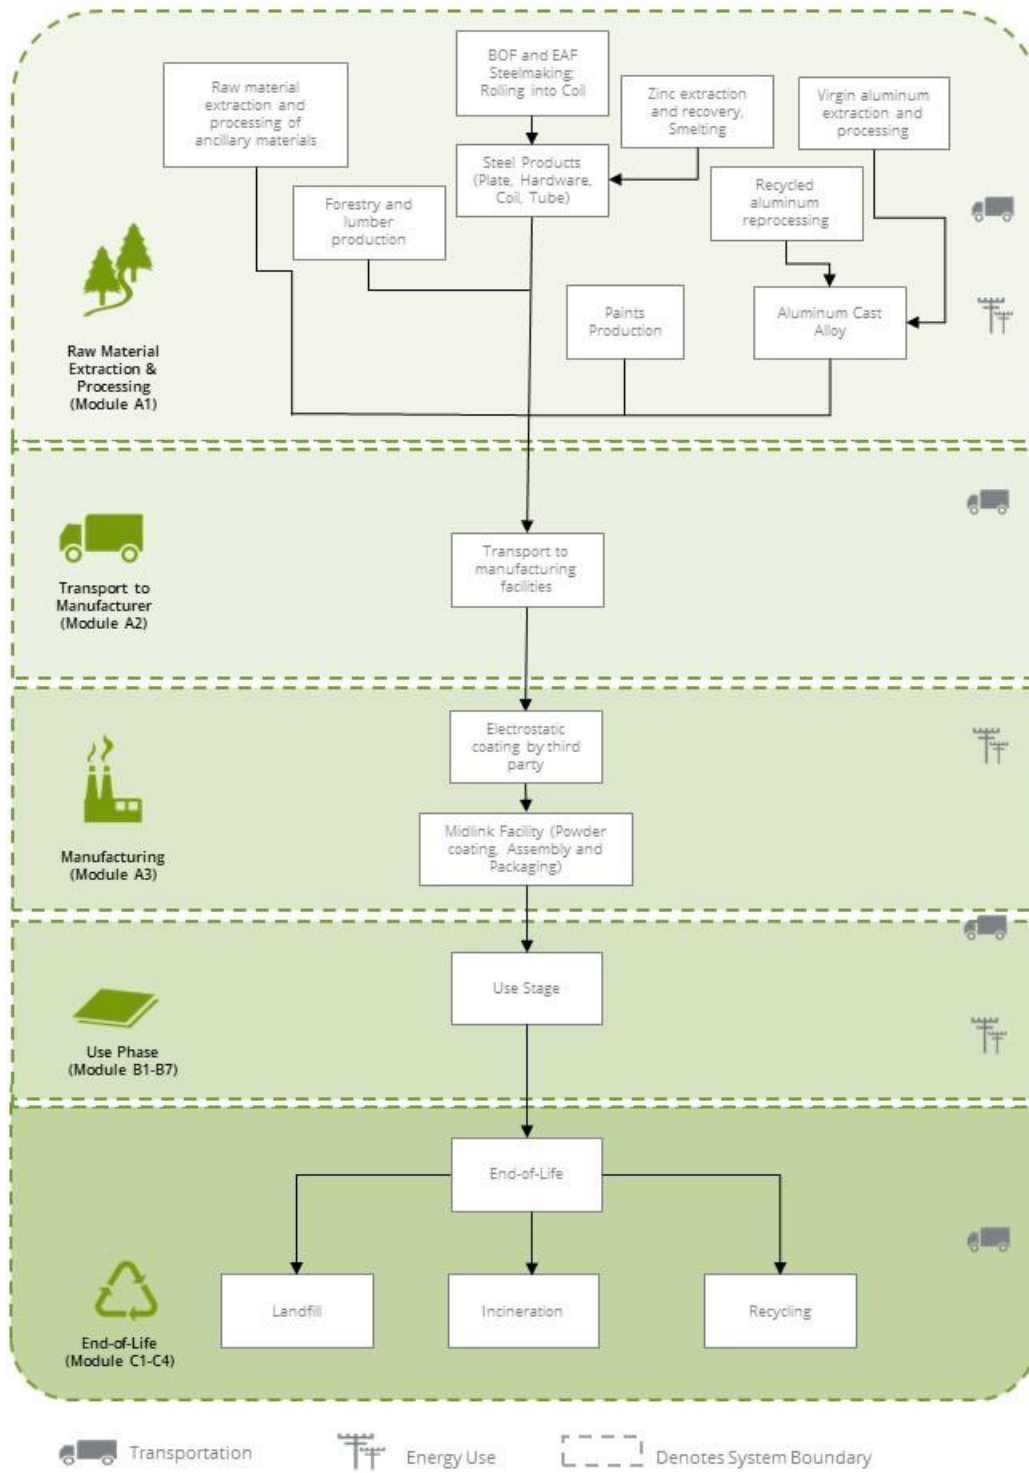 BOF and EAF
Steelmaking;
Rolling into Coil
Raw material
extraction and
processing of
ancillary materials
Zinc extraction
and recovery,
Smelting
Virgin aluminum
extraction and
processing
Steel Products
(Plate, Hardware,
Coil, Tube)
Forestry and
lumber
production
Recycled
aluminum
reprocessing
Paints
Production
Aluminum Cast
Alloy
Raw Material
Extraction &
Processing
(Module A1)
Transport to
manufacturing
facilities
Transport to
Manufacturer
(Module A2)
Electrostatic
coating by third
party
Midlink Facility (Powder
coating, Assembly and
Packaging)
Manufacturing
(Module A3)
Use Stage
Use Phase
(Module B1-B7)
End-of-Life
Landfill
Incineration
Recycling
End-of-Life
(Module C1-C4)
Transportation
Energy Use
Denotes System Boundary